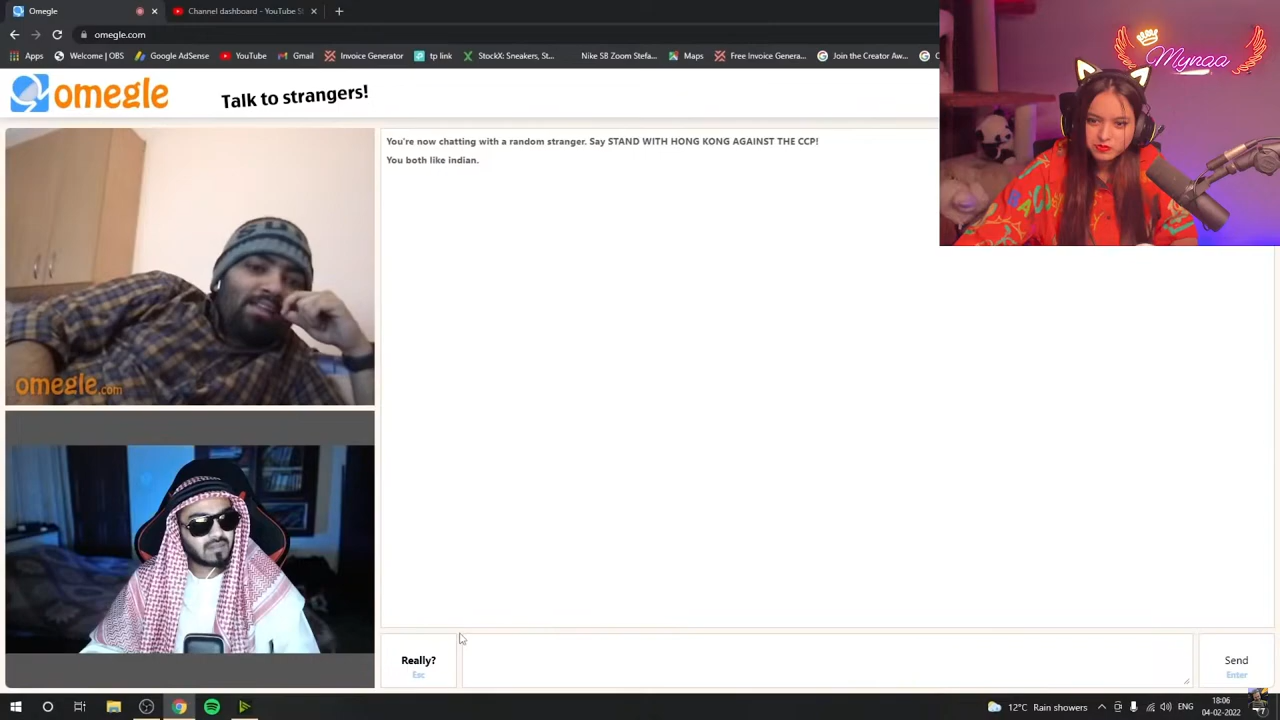 Omegle
Channel dashboard - YouTube S
omegle.com
Apps
Welcome | OBS
Google AdSense
YouTube
Gmail
Invoice Generator
tp link
StockX: Sneakers, St...
Nike SB Zoom Stefa...
Maps
Free Invoice Genera...
Join the Creator Aw...
omegle
Talk to strangers!
Mynaa
You're now chatting with a random stranger. Say STAND WITH HONG KONG AGAINST THE CCP!
You both like indian.
omegle.com
Really?
Esc
Send
Enter
12°C Rain showers
ENG
18:06
04-02-2022